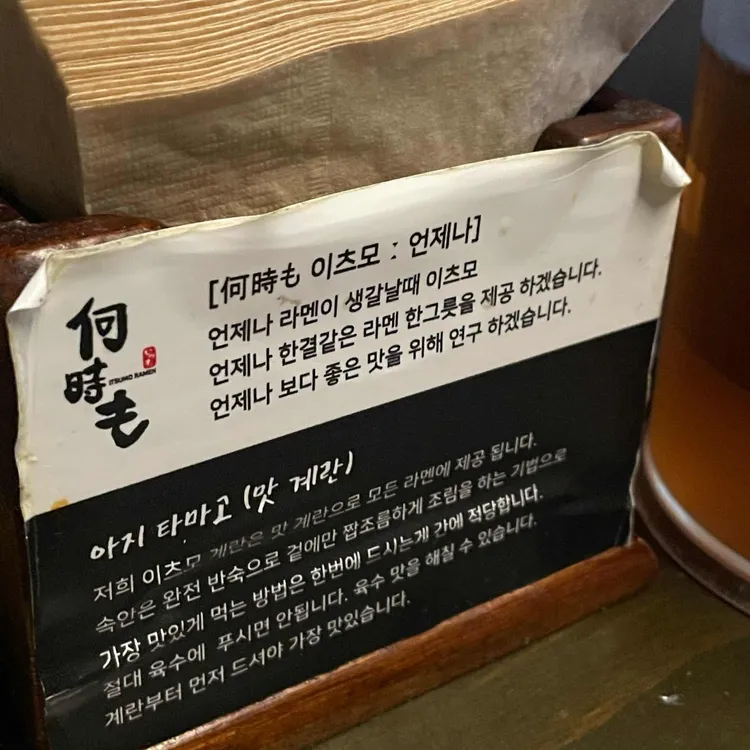 何時も
ITSUMO RAMEN
[何時も 이츠모 : 언제나]
언제나 라멘이 생갈날때 이츠모
언제나 한결같은 라멘 한그릇을 제공 하겠습니다.
언제나 보다 좋은 맛을 위해 연구 하겠습니다.
아지 타마고 (맛 계란)
저희 이츠모 계란은 맛 계란으로 모든 라멘에 제공 됩니다.
속안은 완전 반숙으로 겉에만 짭조름하게 조림을 하는 기법으로
가장 맛있게 먹는 방법은 한번에 드시는게 간에 적당합니다.
절대 육수에 푸시면 안됩니다. 육수 맛을 해칠 수 있습니다.
계란부터 먼저 드셔야 가장 맛있습니다.